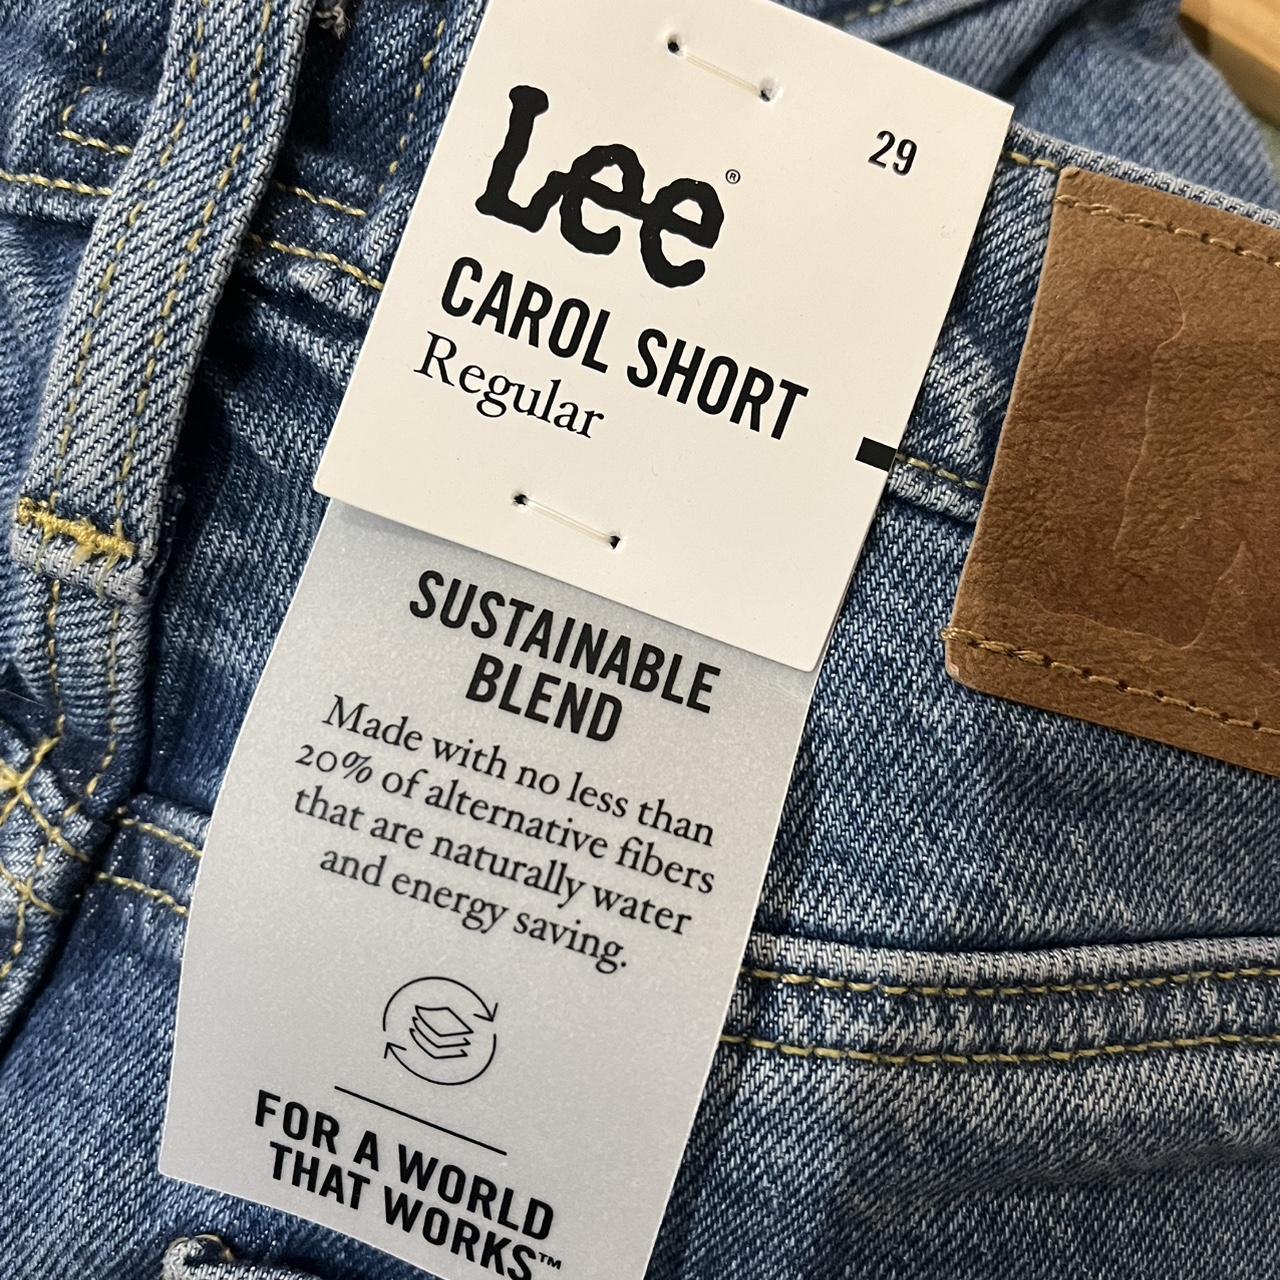 29
Lee®
CAROL SHORT
Regular
SUSTAINABLE
BLEND
Made with no less than
20% of alternative fibers
that are naturally water
and energy saving.
FOR A WORLD
THAT WORKS™